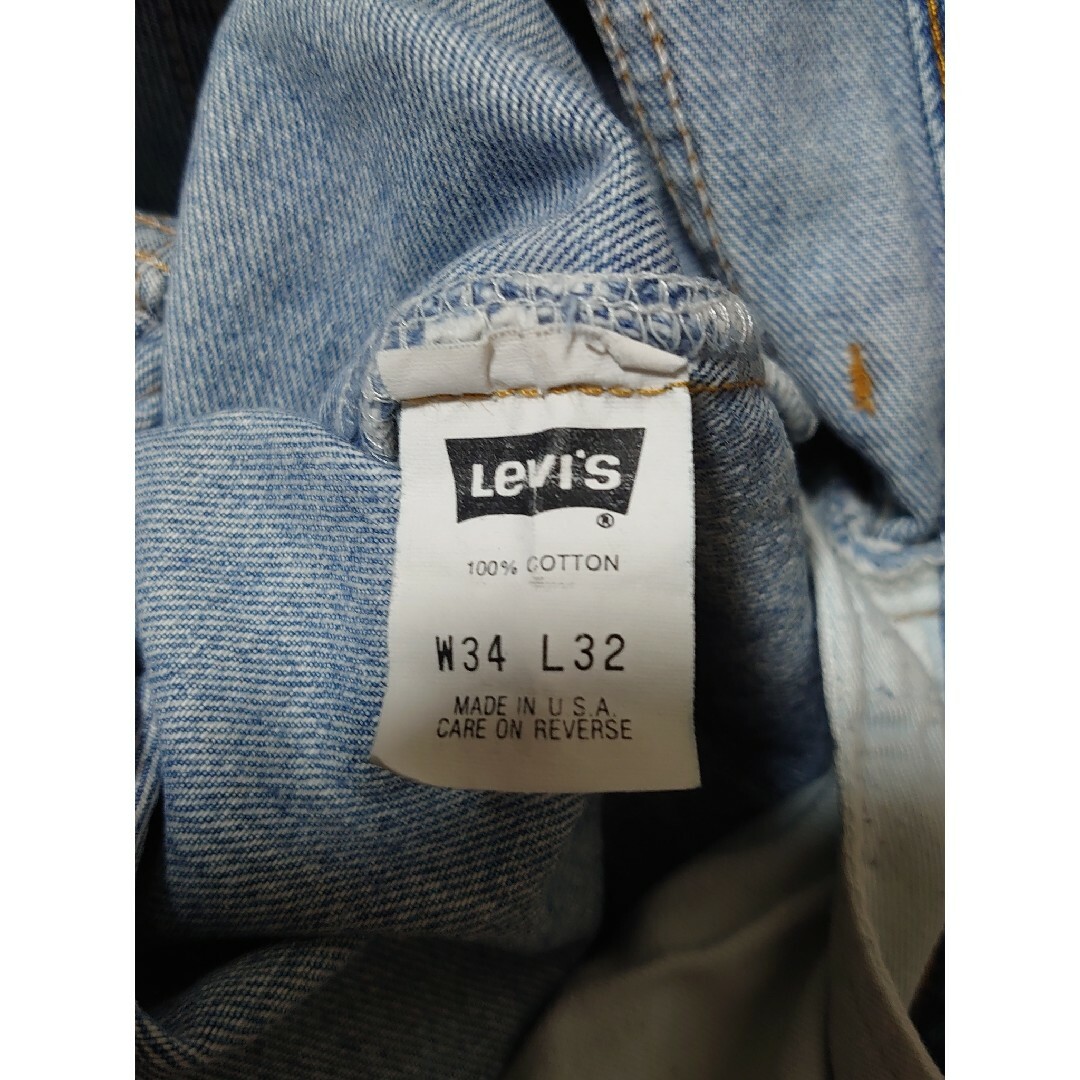 Levi's
®
100% COTTON
W34 L32
MADE IN U.S.A.
CARE ON REVERSE